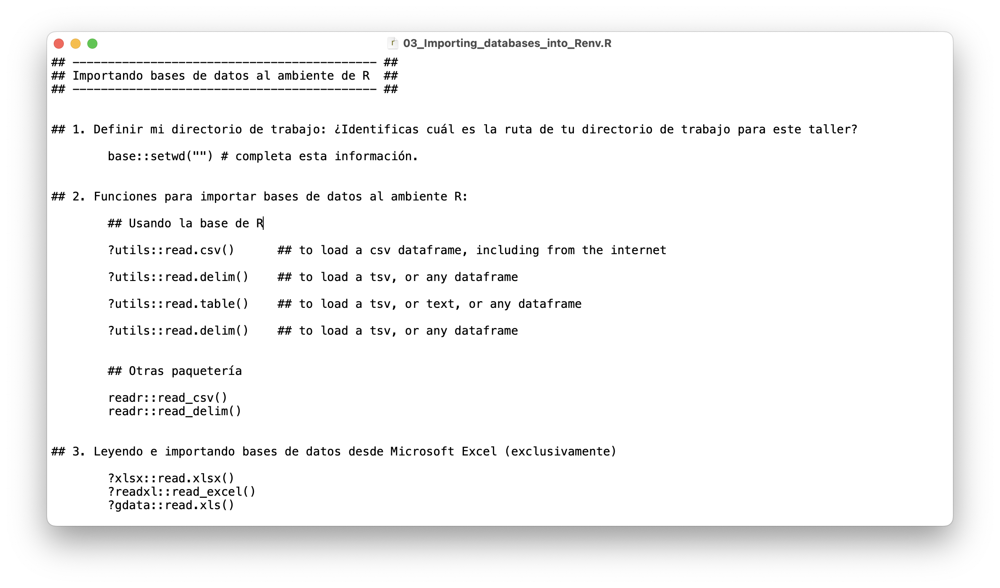 03_Importing_databases_into_Renv.R
## ------------------------------------------- ##
## Importando bases de datos al ambiente de R  ##
## ------------------------------------------- ##
## 1. Definir mi directorio de trabajo: ¿Identificas cuál es la ruta de tu directorio de trabajo para este taller?
base::setwd("") # completa esta información.
## 2. Funciones para importar bases de datos al ambiente R:
## Usando la base de R
?utils::read.csv()      ## to load a csv dataframe, including from the internet
?utils::read.delim()    ## to load a tsv, or any dataframe
?utils::read.table()    ## to load a tsv, or text, or any dataframe
?utils::read.delim()    ## to load a tsv, or any dataframe
## Otras paquetería
readr::read_csv()
readr::read_delim()
## 3. Leyendo e importando bases de datos desde Microsoft Excel (exclusivamente)
?xlsx::read.xlsx()
?readxl::read_excel()
?gdata::read.xls()